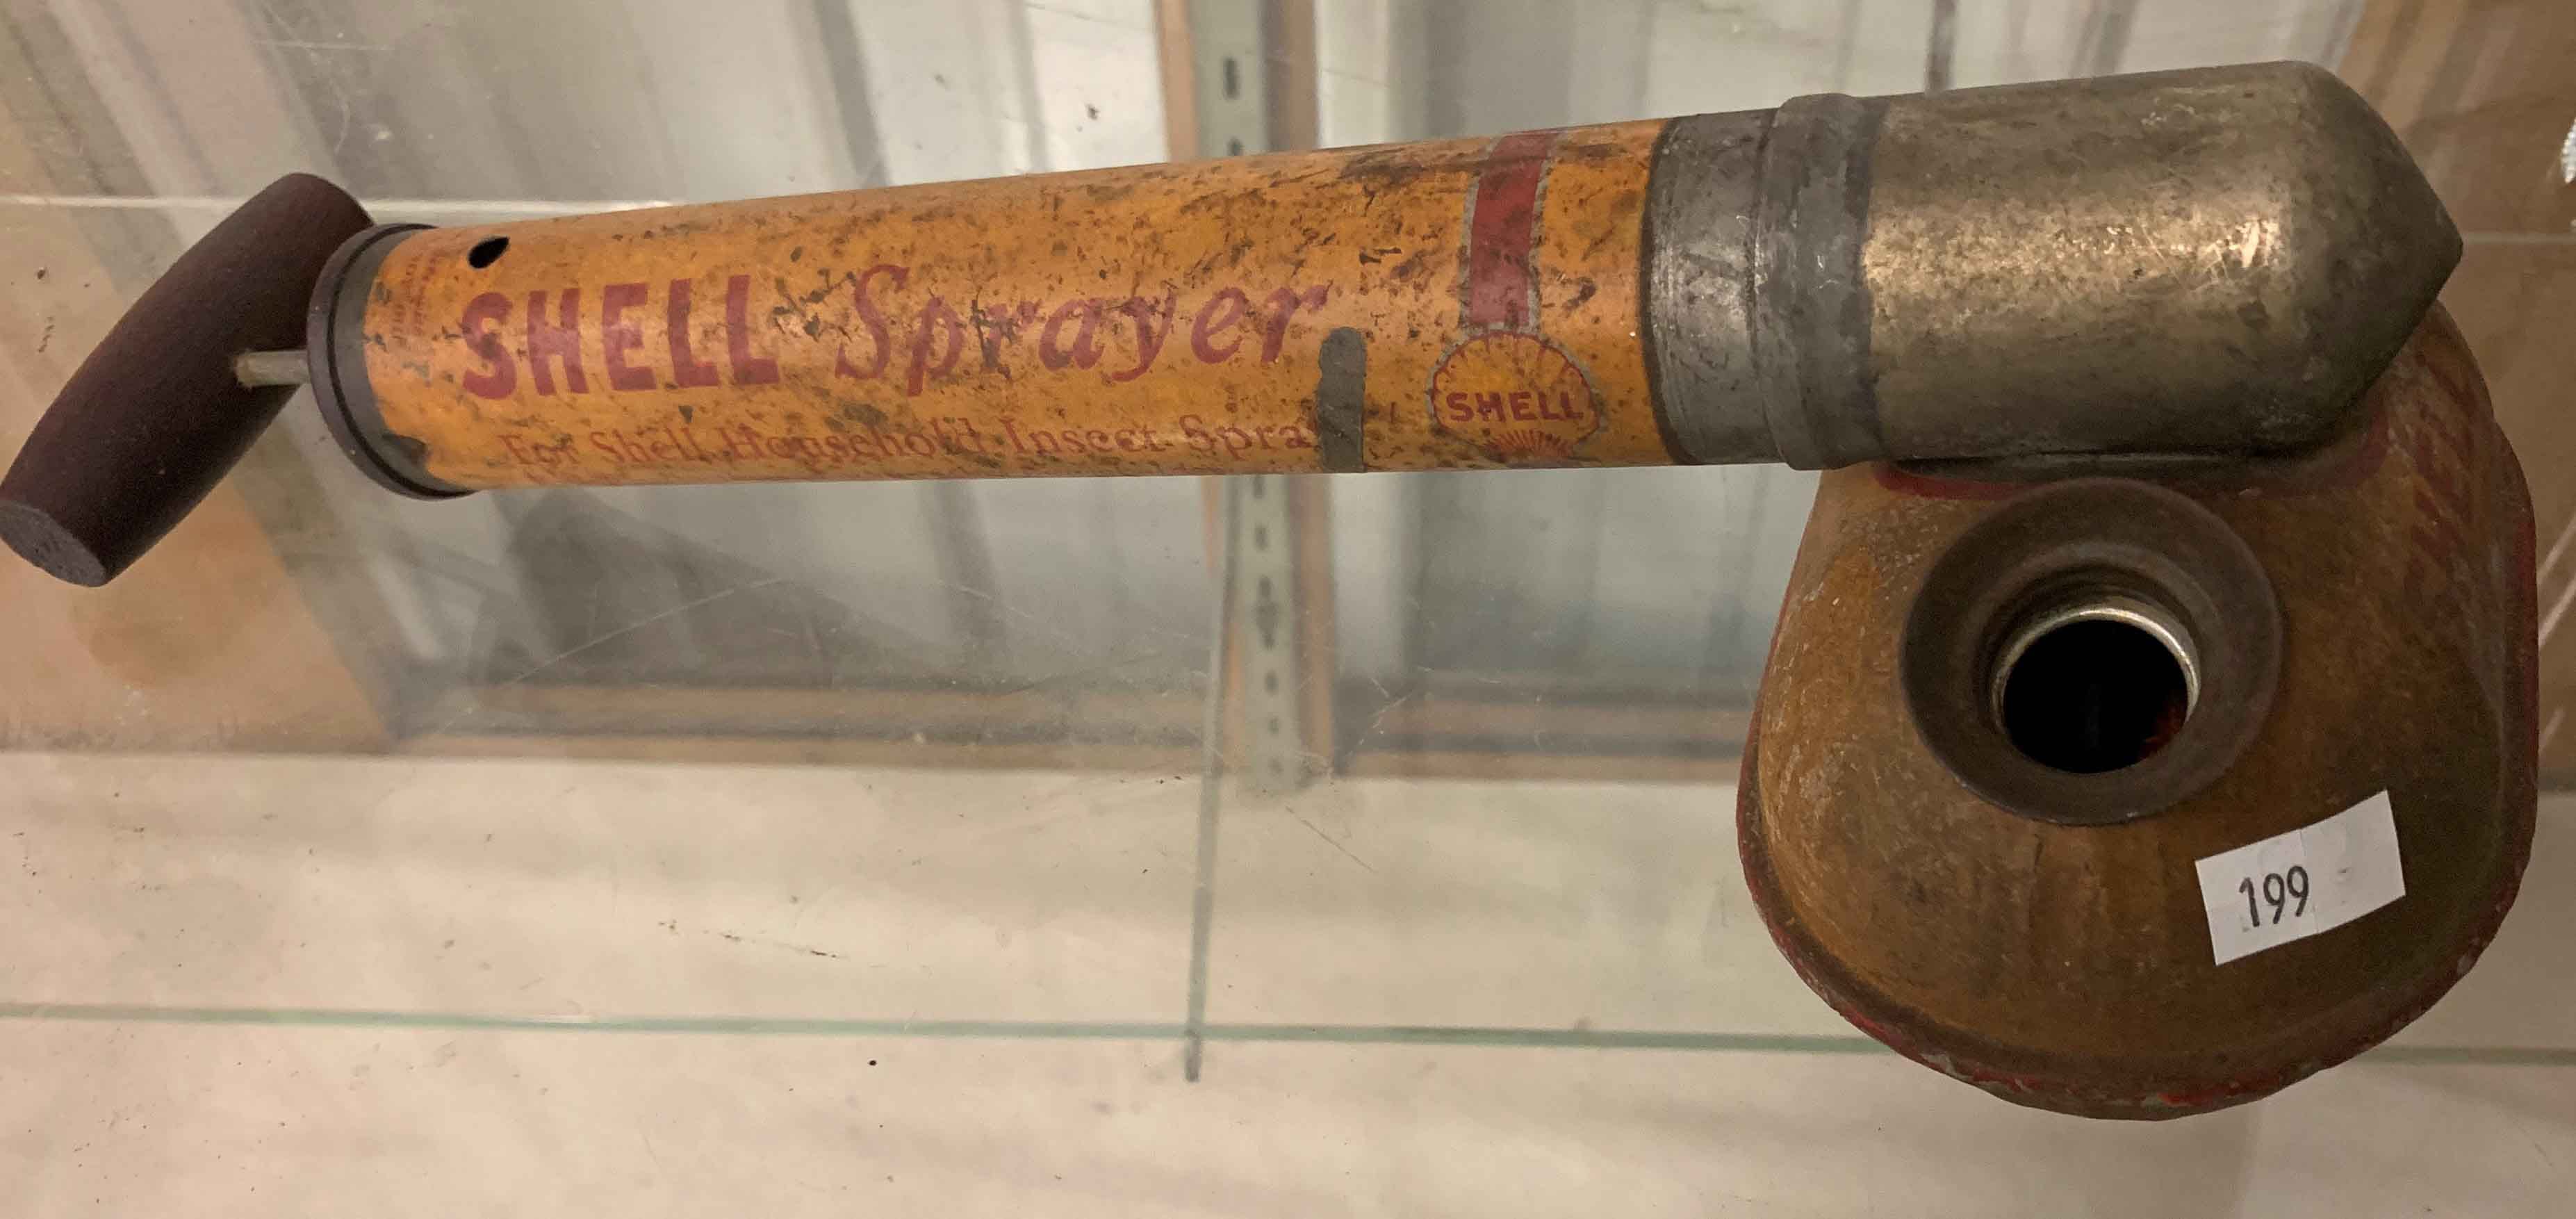 SHELL Sprayer
For Shell Household Insect Spra
SHELL
199